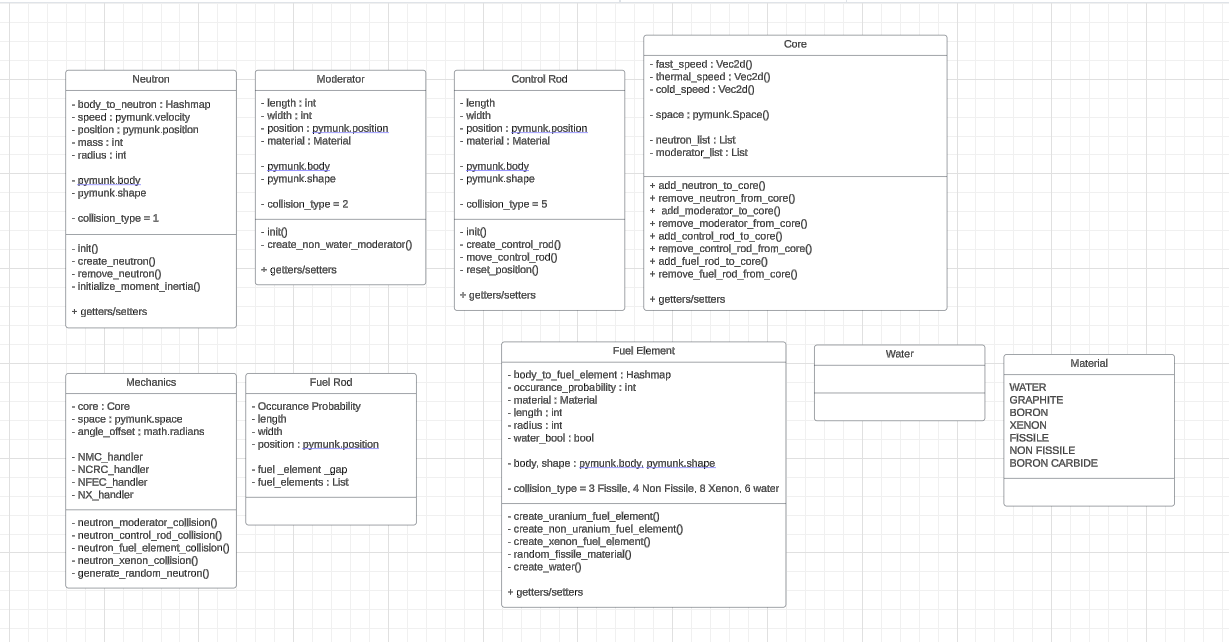 Neutron
- body_to_neutron : Hashmap
- speed : pymunk.velocity
- position : pymunk.position
- mass : int
- radius : int
- pymunk.body
- pymunk.shape
- collision_type = 1
- init()
- create_neutron()
- remove_neutron()
- initialize_moment_inertia()
+ getters/setters
Moderator
- length : int
- width : int
- position : pymunk.position
- material : Material
- pymunk.body
- pymunk.shape
- collision_type = 2
- init()
- create_non_water_moderator()
+ getters/setters
Control Rod
- length
- width
- position : pymunk.position
- material : Material
- pymunk.body
- pymunk.shape
- collision_type = 5
- init()
- create_control_rod()
- move_control_rod()
- reset_position()
+ getters/setters
Core
- fast_speed : Vec2d()
- thermal_speed : Vec2d()
- cold_speed : Vec2d()
- space : pymunk.Space()
- neutron_list : List
- moderator_list : List
+ add_neutron_to_core()
+ remove_neutron_from_core()
+  add_moderator_to_core()
+ remove_moderator_from_core()
+ add_control_rod_to_core()
+ remove_control_rod_from_core()
+ add_fuel_rod_to_core()
+ remove_fuel_rod_from_core()
+ getters/setters
Mechanics
- core : Core
- space : pymunk.space
- angle_offset : math.radians
- NMC_handler
- NCRC_handler
- NFEC_handler
- NX_handler
- neutron_moderator_collision()
- neutron_control_rod_collision()
- neutron_fuel_element_collision()
- neutron_xenon_collision()
- generate_random_neutron()
Fuel Rod
- Occurance Probability
- length
- width
- position : pymunk.position
- fuel _element _gap
- fuel_elements : List
Fuel Element
- body_to_fuel_element : Hashmap
- occurance_probability : int
- material : Material
- length : int
- radius : int
- water_bool : bool
- body, shape : pymunk.body, pymunk.shape
- collision_type = 3 Fissile, 4 Non Fissile, 8 Xenon, 6 water
- create_uranium_fuel_element()
- create_non_uranium_fuel_element()
- create_xenon_fuel_element()
- random_fissile_material()
- create_water()
+ getters/setters
Water
Material
WATER
GRAPHITE
BORON
XENON
FISSILE
NON FISSILE
BORON CARBIDE